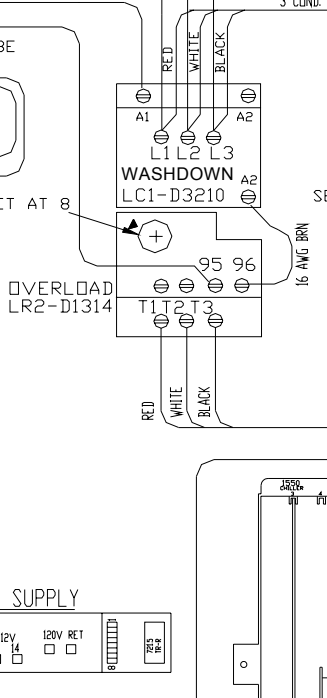 3 COND.
BE
RED
WHITE
BLACK
A1
A2
L1 L2 L3
WASHDOWN
LC1-D3210
A2
ET AT 8
SE
16 AWG BRN
95 96
OVERLOAD
LR2-D1314
T1 T2 T3
RED
WHITE
BLACK
1550
CHILLER
3 4
SUPPLY
12V
14
120V RET
8
7215
TR-R